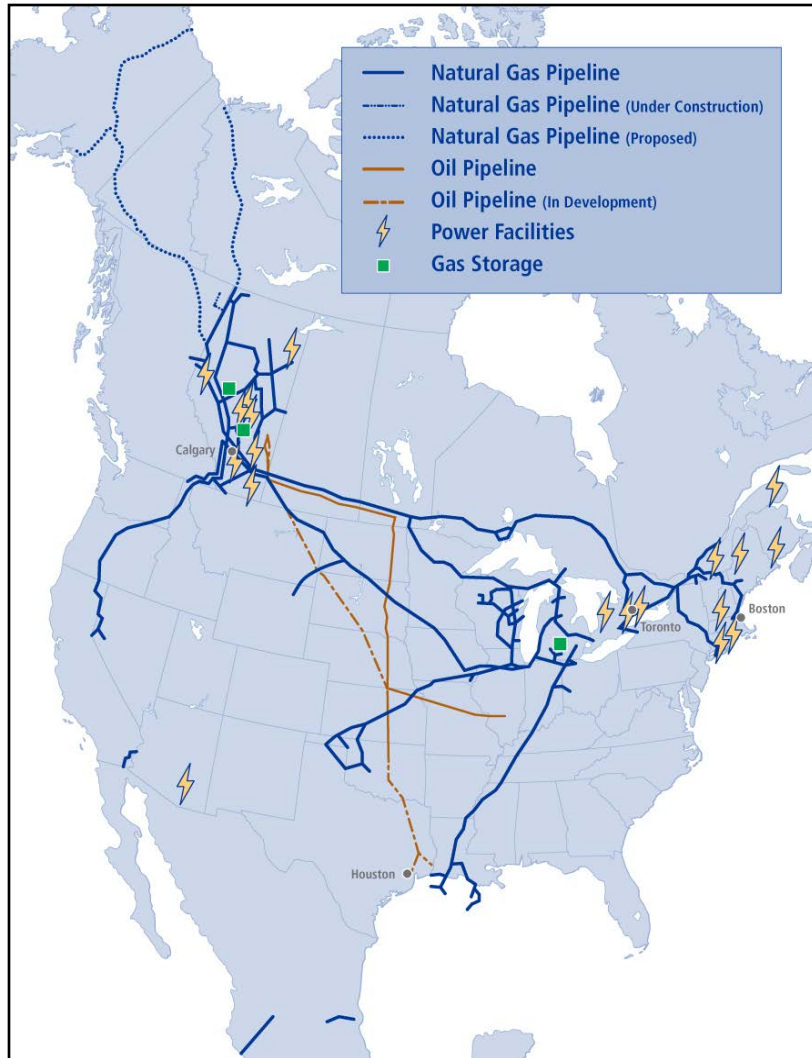 Natural Gas Pipeline
Natural Gas Pipeline (Under Construction)
Natural Gas Pipeline (Proposed)
Oil Pipeline
Oil Pipeline (In Development)
Power Facilities
Gas Storage
Calgary
Boston
Toronto
Houston